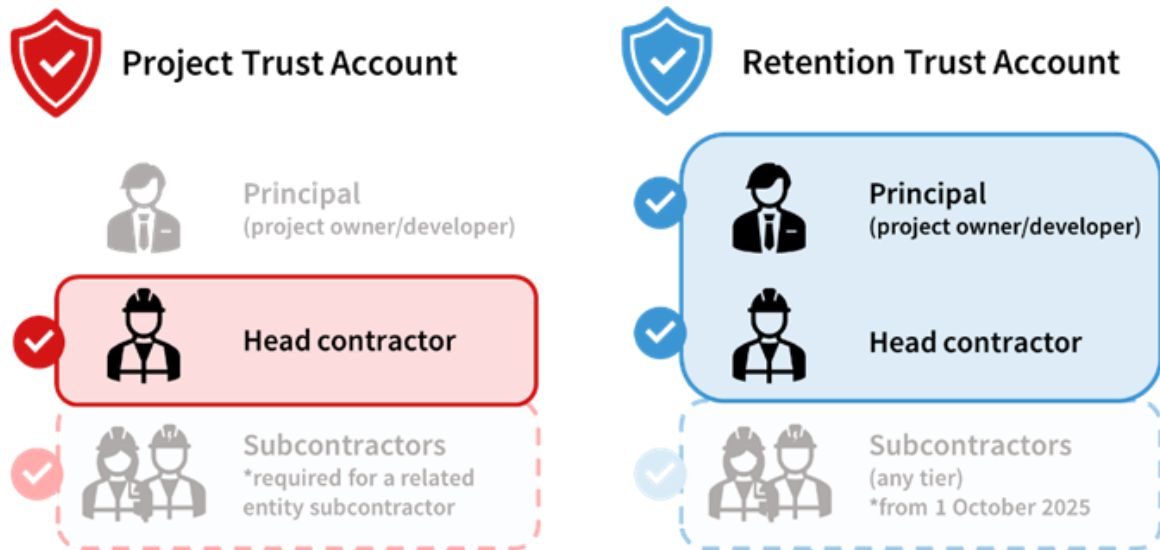 Project Trust Account
Principal
(project owner/developer)
Head contractor
Subcontractors
*required for a related
entity subcontractor
Retention Trust Account
Principal
(project owner/developer)
Head contractor
Subcontractors
(any tier)
*from 1 October 2025